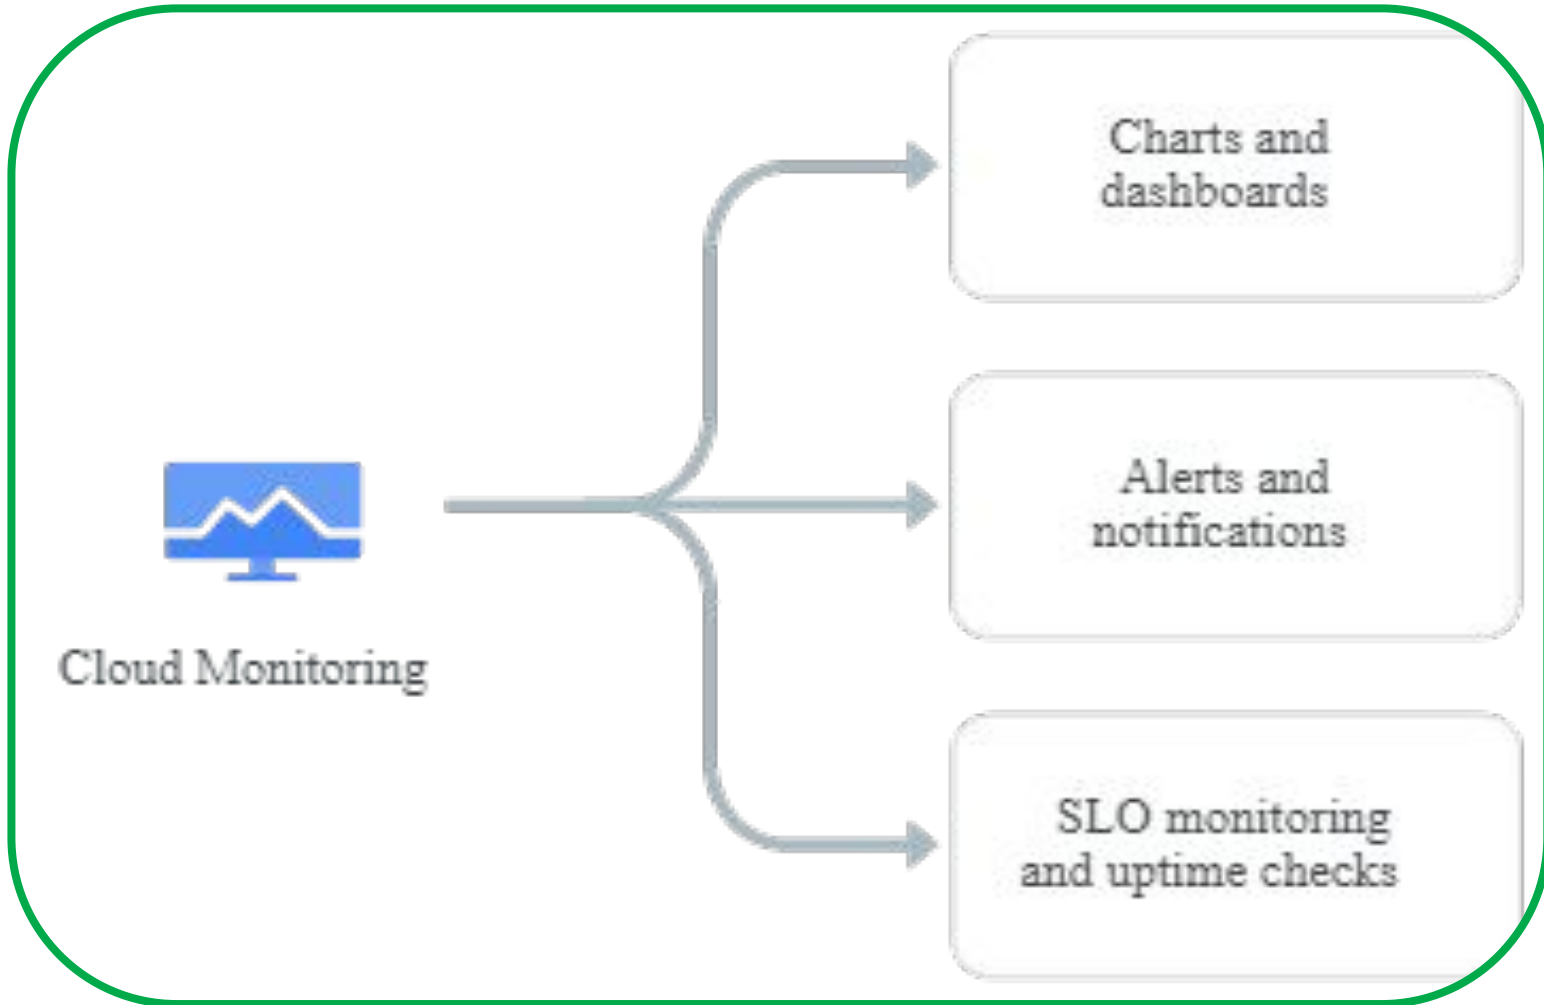 Charts and
dashboards
Alerts and
notifications
Cloud Monitoring
SLO monitoring
and uptime checks